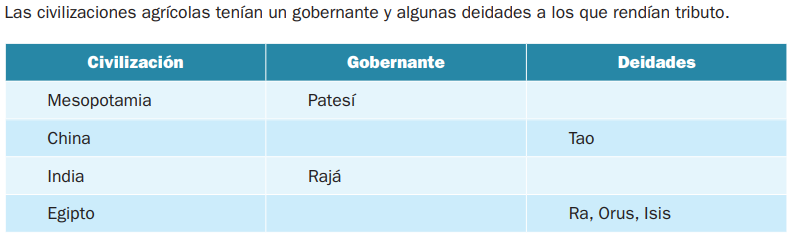 Las civilizaciones agrícolas tenían un gobernante y algunas deidades a los que rendían tributo.
Civilización Gobernante Deidades
Mesopotamia Patesí
China Tao
India Rajá
Egipto Ra, Orus, Isis